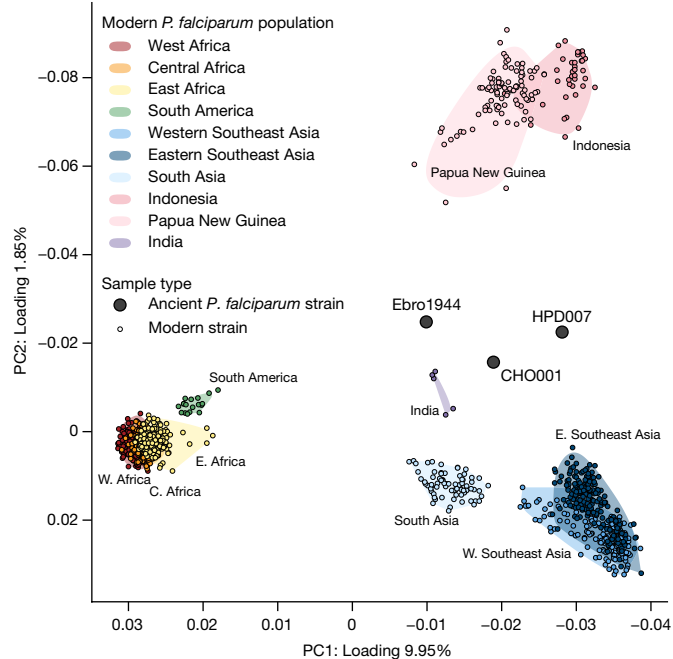 Modern P. falciparum population
West Africa
Central Africa
East Africa
South America
Western Southeast Asia
Eastern Southeast Asia
South Asia
Indonesia
Papua New Guinea
India
Sample type
Ancient P. falciparum strain
Modern strain
Indonesia
Papua New Guinea
Ebro1944
HPD007
CHO001
South America
India
E. Africa
W. Africa
C. Africa
South Asia
E. Southeast Asia
W. Southeast Asia
PC2: Loading 1.85%
−0.08
−0.06
−0.04
−0.02
0
0.02
0.03
0.02
0.01
0
−0.01
−0.02
−0.03
−0.04
PC1: Loading 9.95%